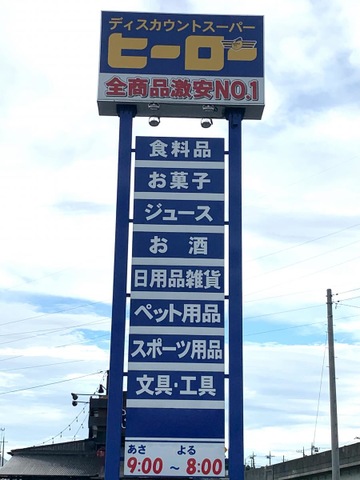 ディスカウントスーパー
ヒーロー
全商品激安NO.1
食料品
お菓子
ジュース
お酒
日用品雑貨
ペット用品
スポーツ用品
文具・工具
あさ よる
9:00 ~ 8:00